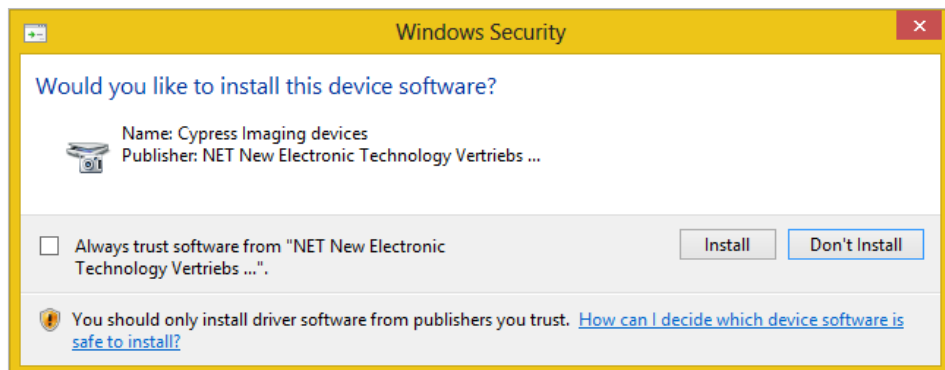 Windows Security
Would you like to install this device software?
Name: Cypress Imaging devices
Publisher: NET New Electronic Technology Vertriebs ...
Always trust software from "NET New Electronic
Technology Vertriebs ...".
Install
Don't Install
You should only install driver software from publishers you trust. How can I decide which device software is
safe to install?